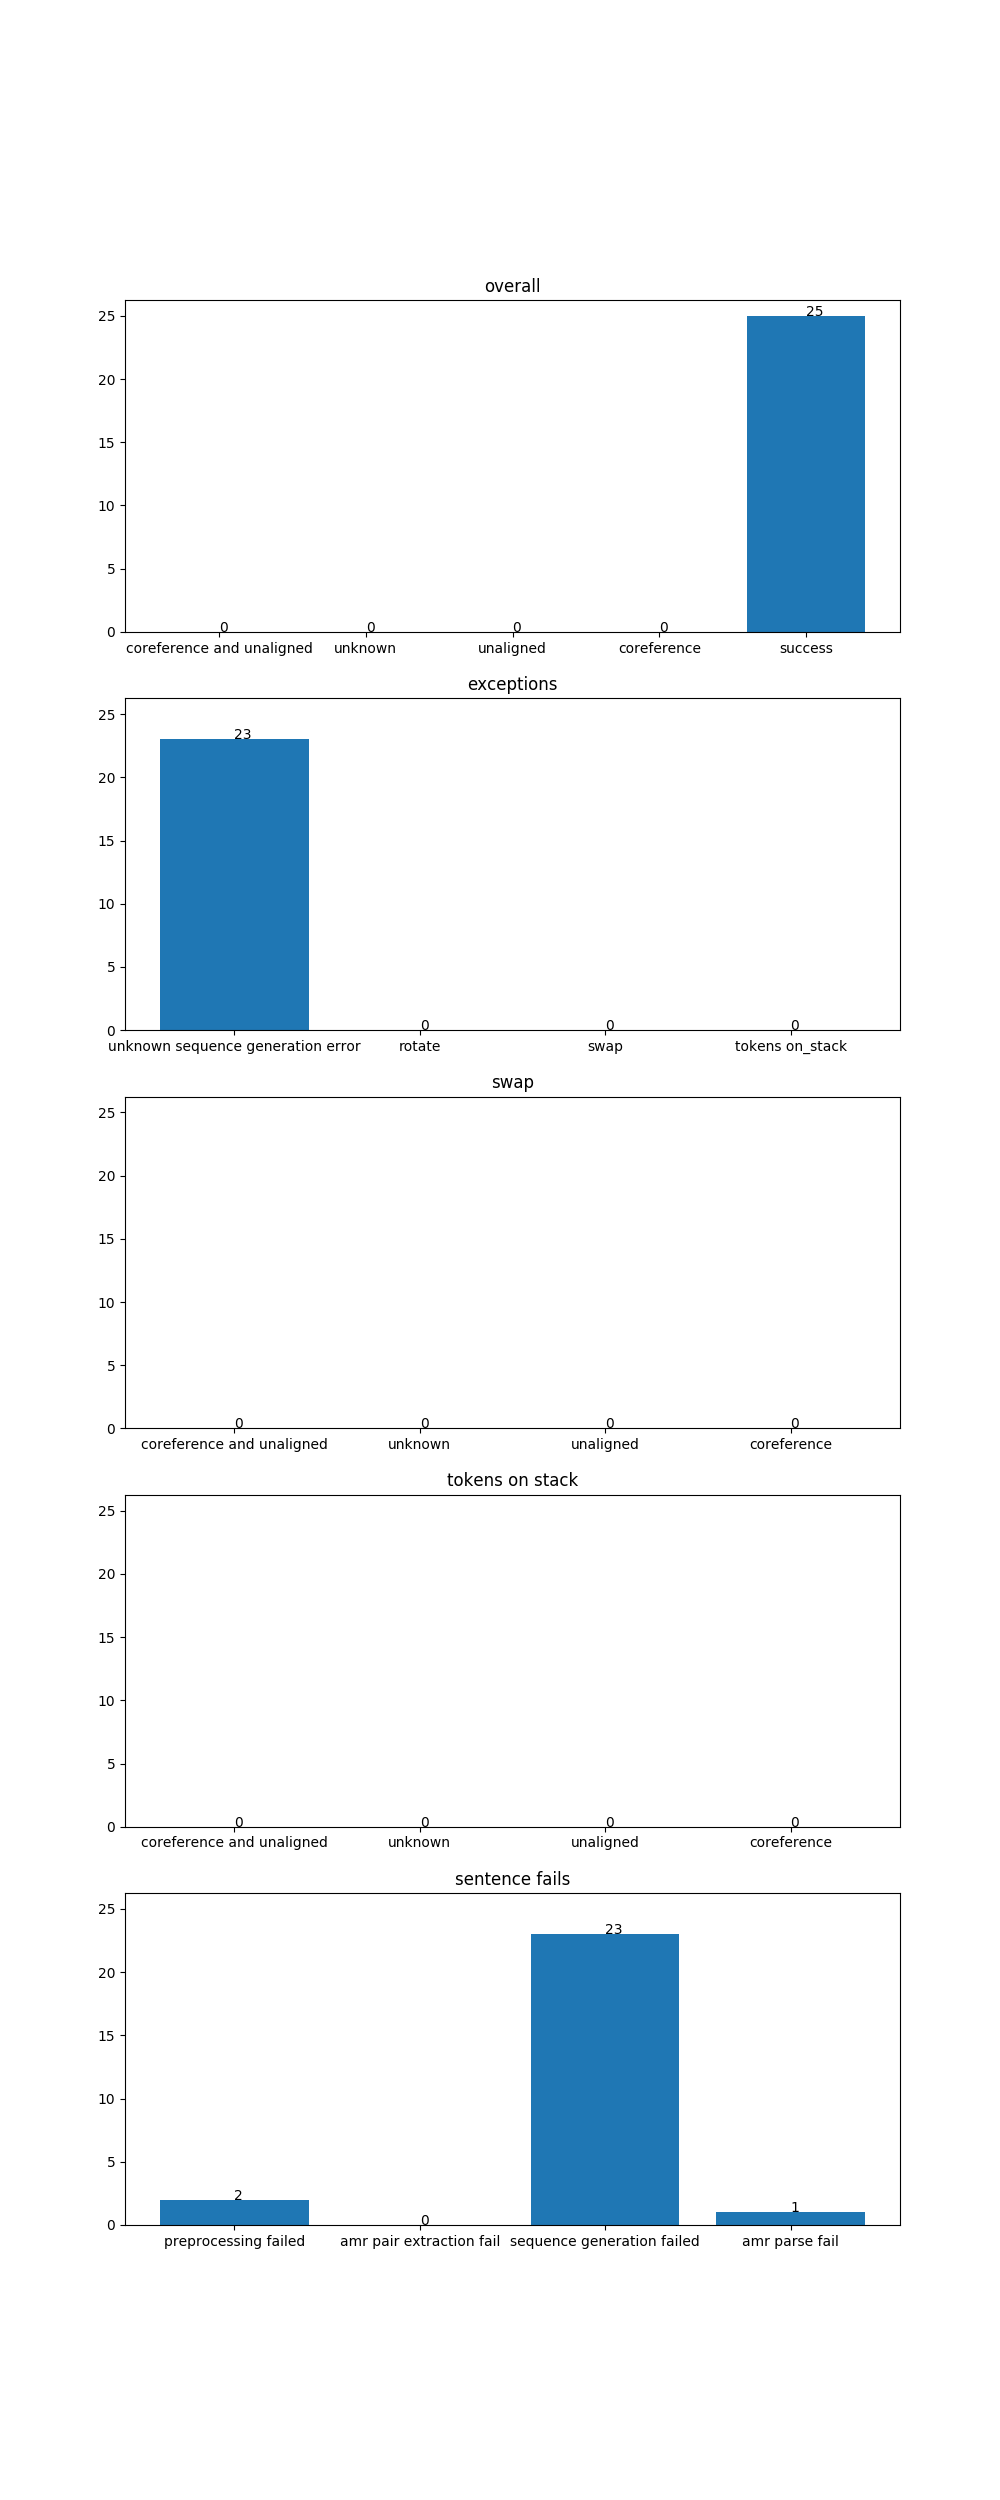 overall
25
25
20
15
10
5
0
0 0 0 0
coreference and unaligned unknown unaligned coreference success
exceptions
25
23
20
15
10
5
0
0 0 0
unknown sequence generation error rotate swap tokens on_stack
swap
25
20
15
10
5
0
0 0 0 0
coreference and unaligned unknown unaligned coreference
tokens on stack
25
20
15
10
5
0
0 0 0 0
coreference and unaligned unknown unaligned coreference
sentence fails
25
23
20
15
10
5
2
1
0
0
preprocessing failed amr pair extraction fail sequence generation failed amr parse fail